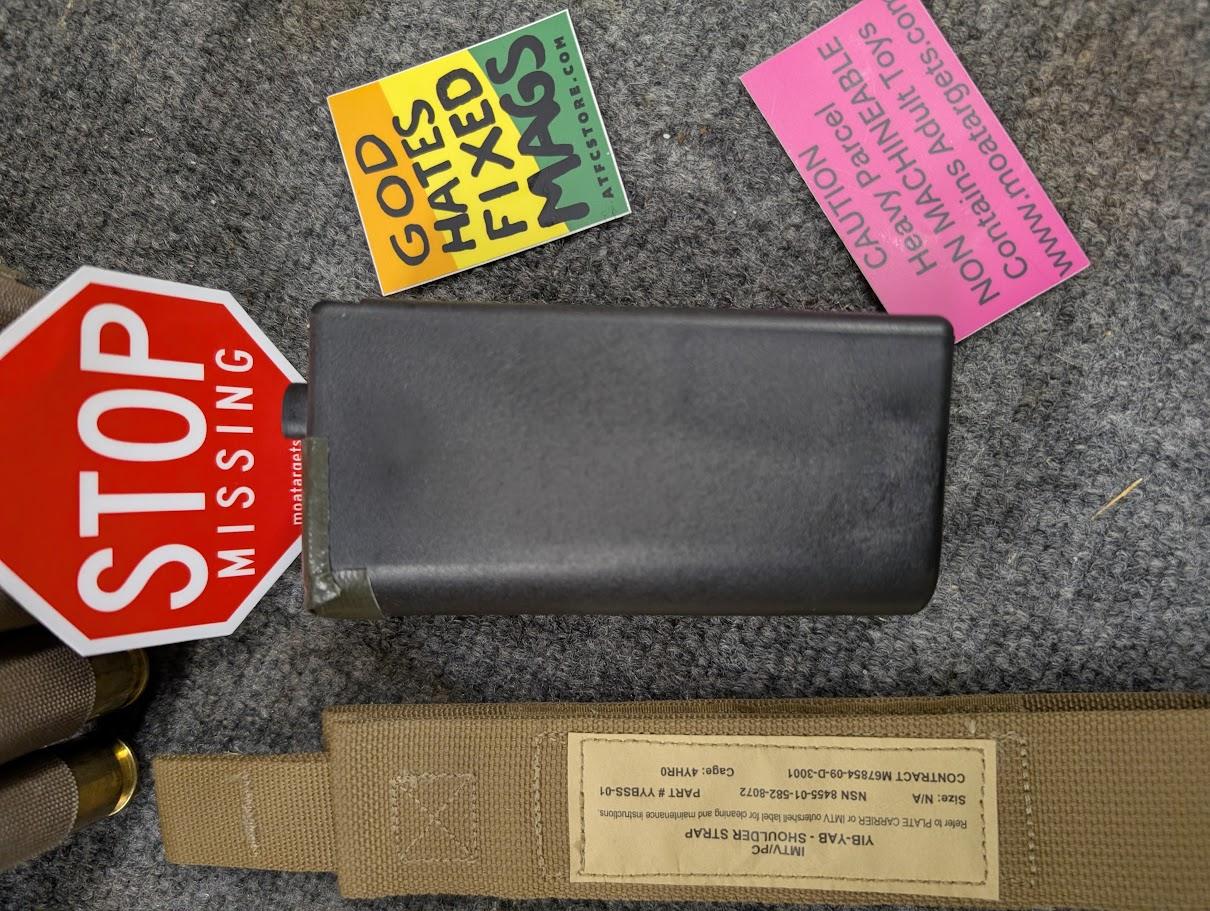 GOD
HATES
FIXED
MAGS
ATFCSTORE.COM
CAUTION
Heavy Parcel
NON MACHINEABLE
Contains Adult Toys
www.moatargets.com
STOP
MISSING
moatargets
IMTV/PC
YIB-YAB - SHOULDER STRAP
Refer to PLATE CARRIER or IMTV outershell label for cleaning and maintenance instructions.
Size: N/A NSN 8455-01-582-8072 PART # YYBSS-01
CONTRACT M67854-09-D-3001 Cage: 4YHR0